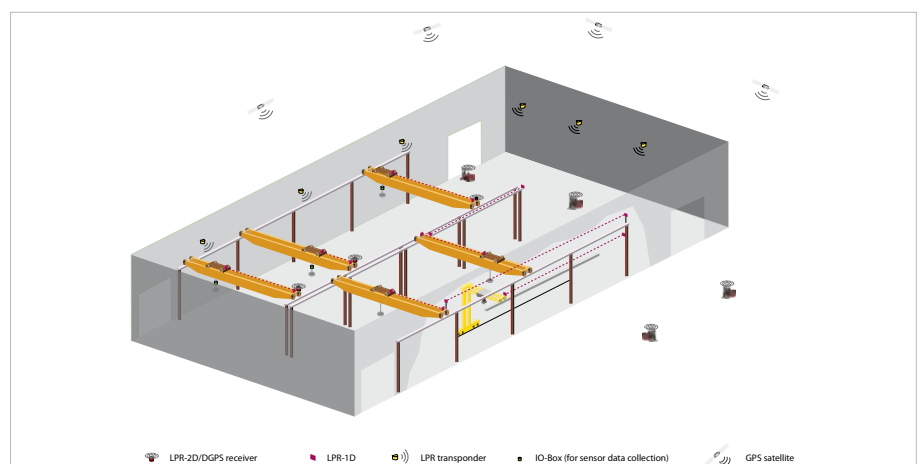 LPR-2D/DGPS receiver LPR-1D LPR transponder IO-Box (for sensor data collection) GPS satellite